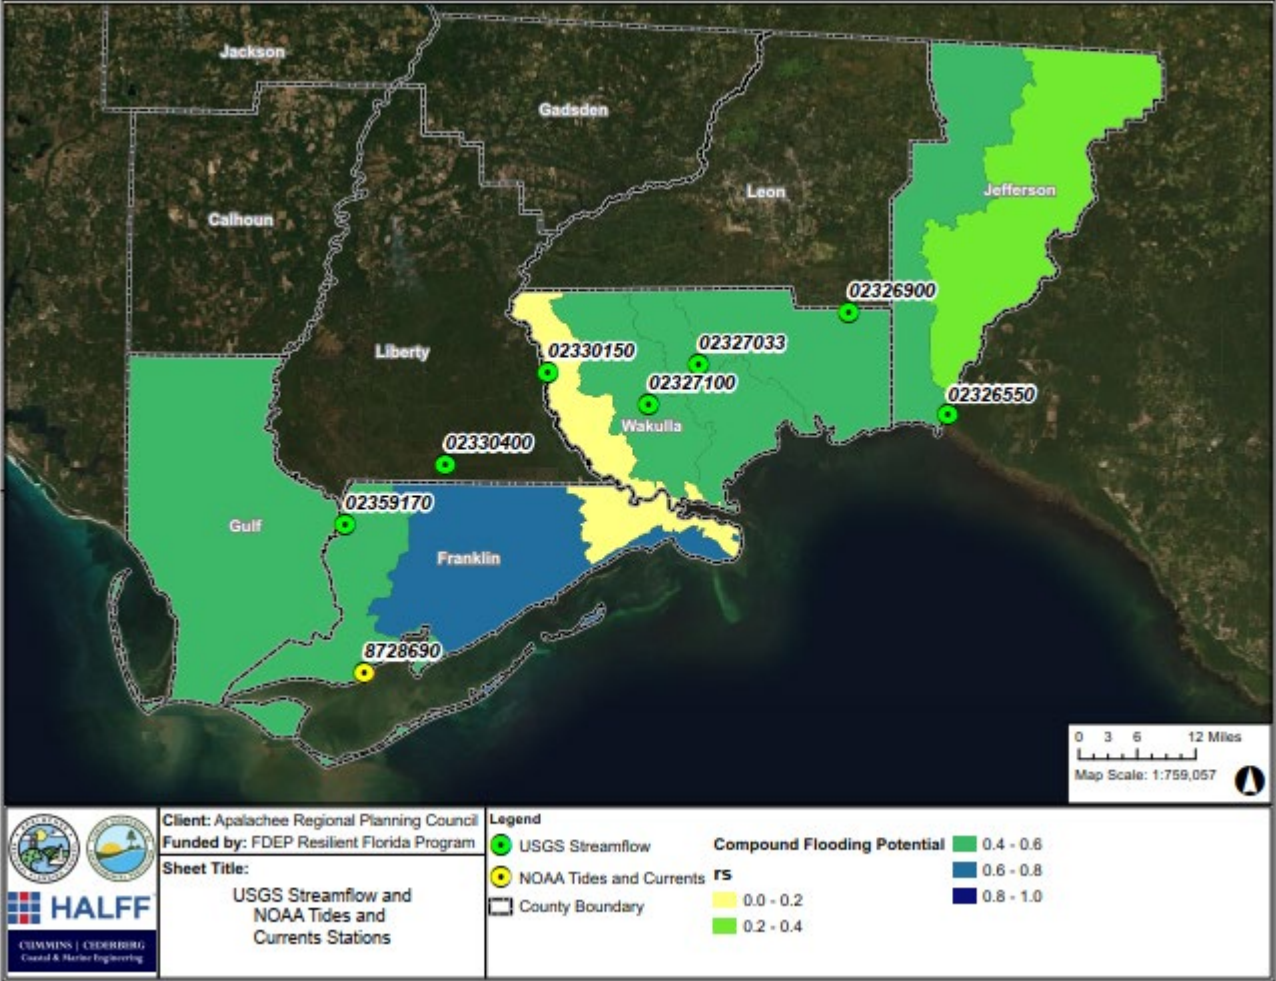 Jackson
Gadsden
Leon
Jefferson
Calhoun
02326900
Liberty
02330150
02327033
02327100
02326550
Wakulla
02330400
02359170
Gulf
Franklin
8728690
0 3 6 12 Miles
Map Scale: 1:759,057
Client: Apalachee Regional Planning Council
Funded by: FDEP Resilient Florida Program
Sheet Title:
USGS Streamflow and
NOAA Tides and
Currents Stations
HALFF
CUMMINS | CEDERBERG
Coastal & Marine Engineering
Legend
USGS Streamflow
NOAA Tides and Currents
County Boundary
Compound Flooding Potential
rs
0.0 - 0.2
0.2 - 0.4
0.4 - 0.6
0.6 - 0.8
0.8 - 1.0